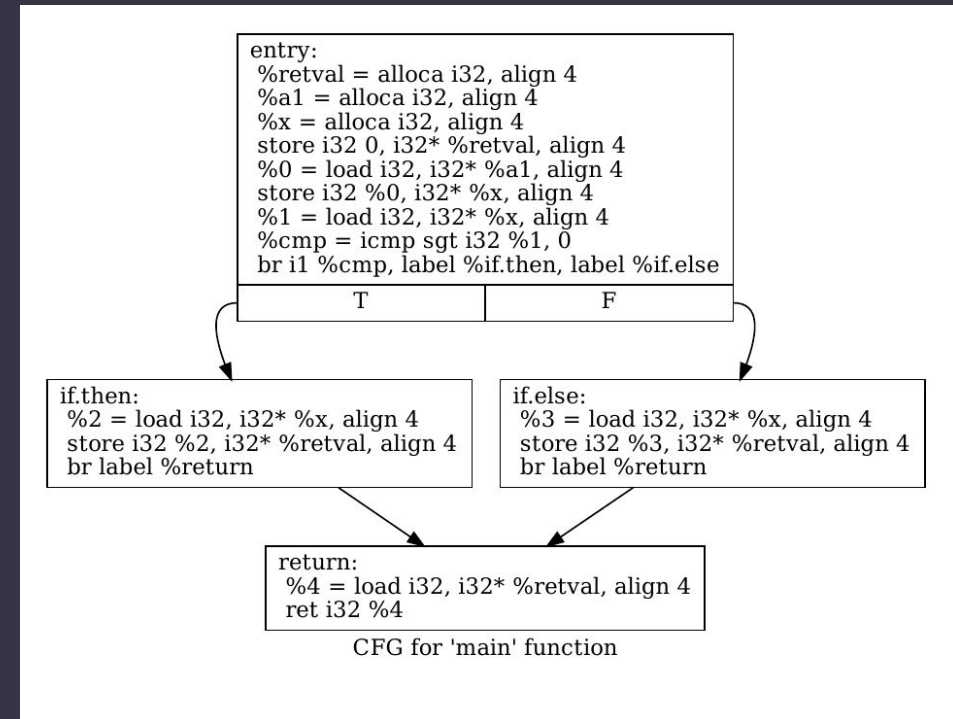 entry:
%retval = alloca i32, align 4
%a1 = alloca i32, align 4
%x = alloca i32, align 4
store i32 0, i32* %retval, align 4
%0 = load i32, i32* %a1, align 4
store i32 %0, i32* %x, align 4
%1 = load i32, i32* %x, align 4
%cmp = icmp sgt i32 %1, 0
br i1 %cmp, label %if.then, label %if.else
T
F
if.then:
%2 = load i32, i32* %x, align 4
store i32 %2, i32* %retval, align 4
br label %return
if.else:
%3 = load i32, i32* %x, align 4
store i32 %3, i32* %retval, align 4
br label %return
return:
%4 = load i32, i32* %retval, align 4
ret i32 %4
CFG for 'main' function